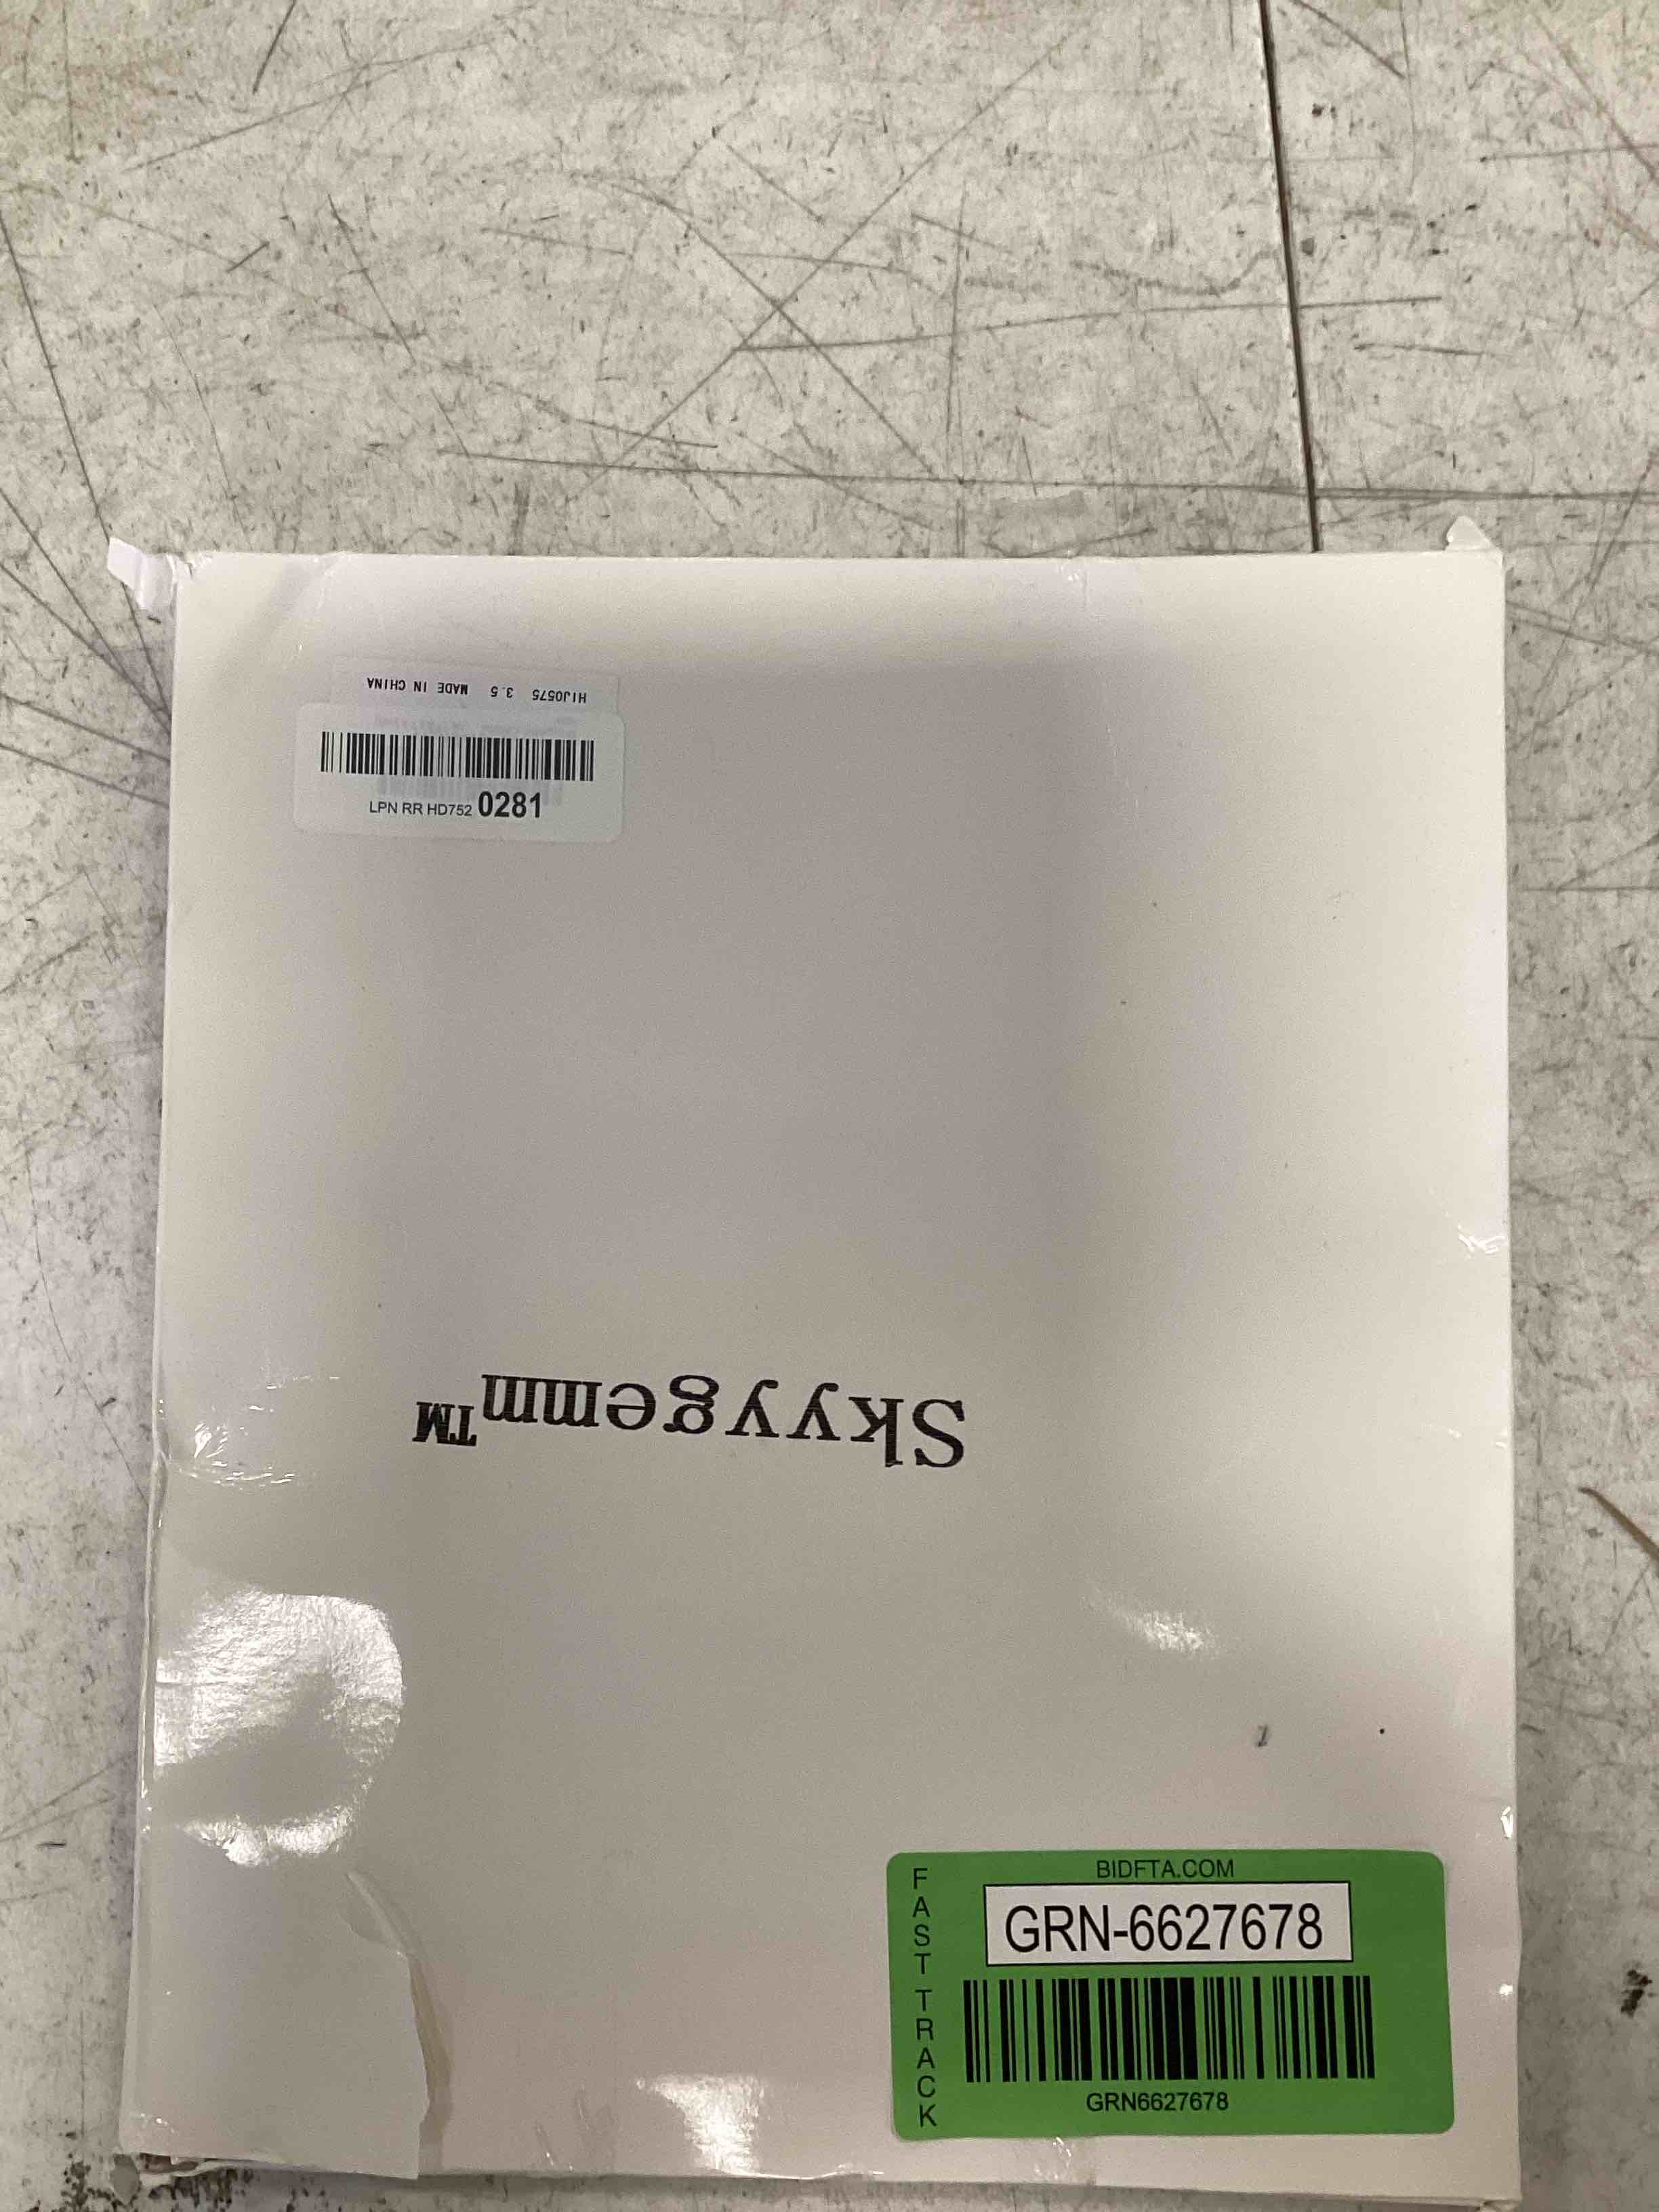 HIJ0575 3.5 MADE IN CHINA
LPN RR HD752 0281
Skyygemm™
BIDFTA.COM
FAST TRACK
GRN-6627678
GRN6627678